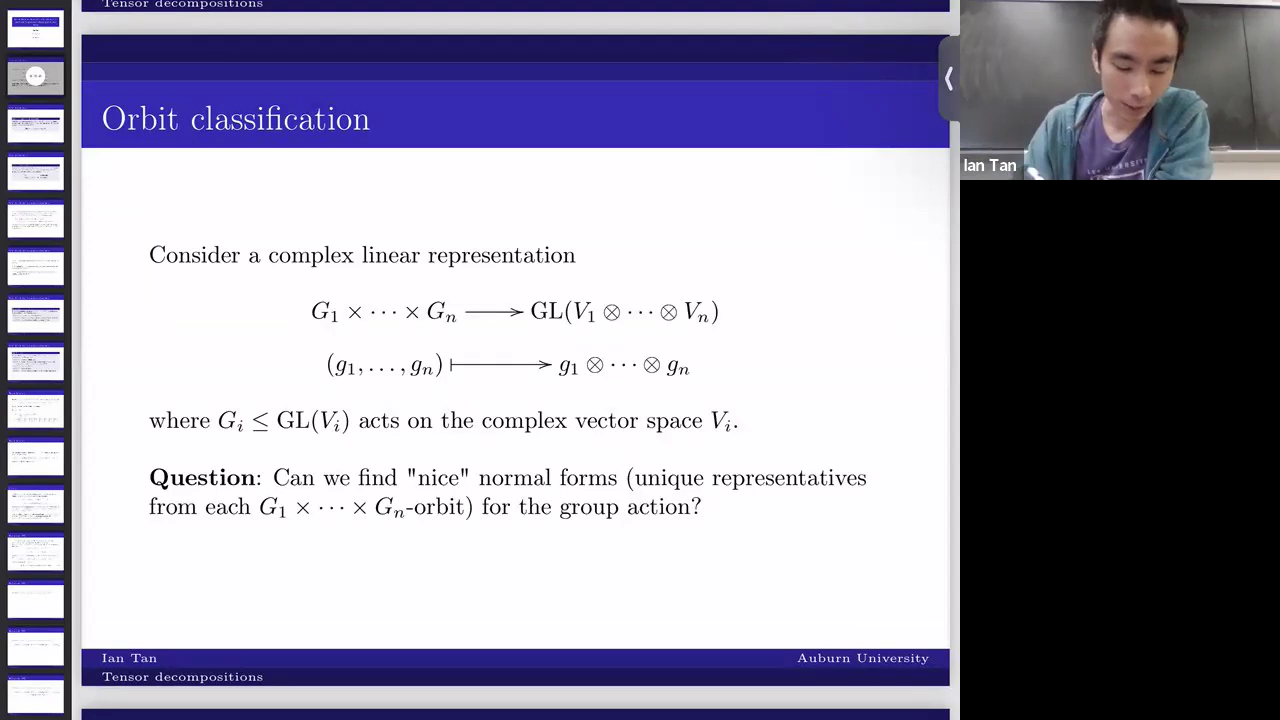 Tensor decompositions
Orbit classification
Consider a complex linear representation
G₁ × ⋯ × Gₙ ⟶ GL(V₁ ⊗ ⋯ ⊗ Vₙ)
(g₁, …, gₙ) ⟼ g₁ ⊗ ⋯ ⊗ gₙ
where Gᵢ ≤ GL(Vᵢ) acts on the complex vector space Vᵢ.
Question: Can we find "nice" normal forms (unique representatives
from each G₁ × ⋯ × Gₙ-orbit) for the group action?
Ian Tan Auburn University
Tensor decompositions
Ian Tan